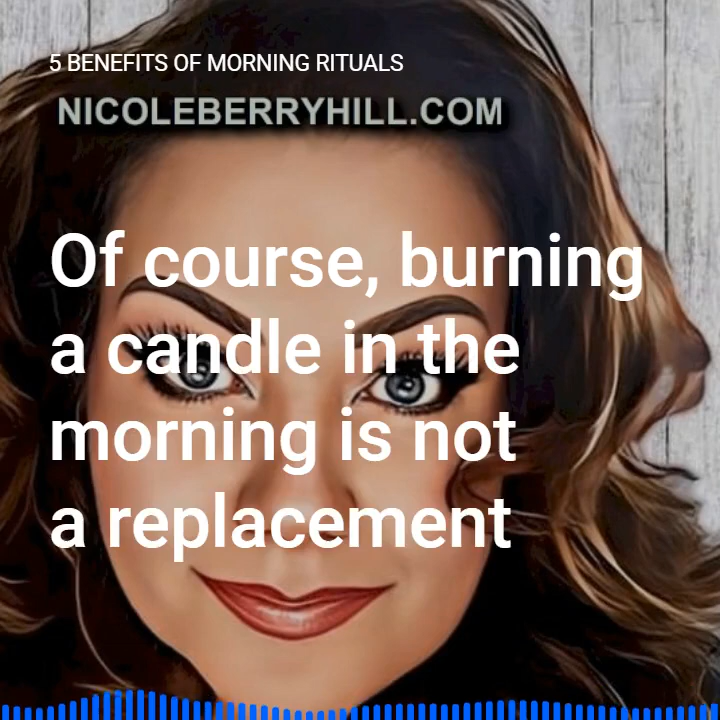 5 BENEFITS OF MORNING RITUALS
NICOLEBERRYHILL.COM
Of course, burning
a candle in the
morning is not
a replacement